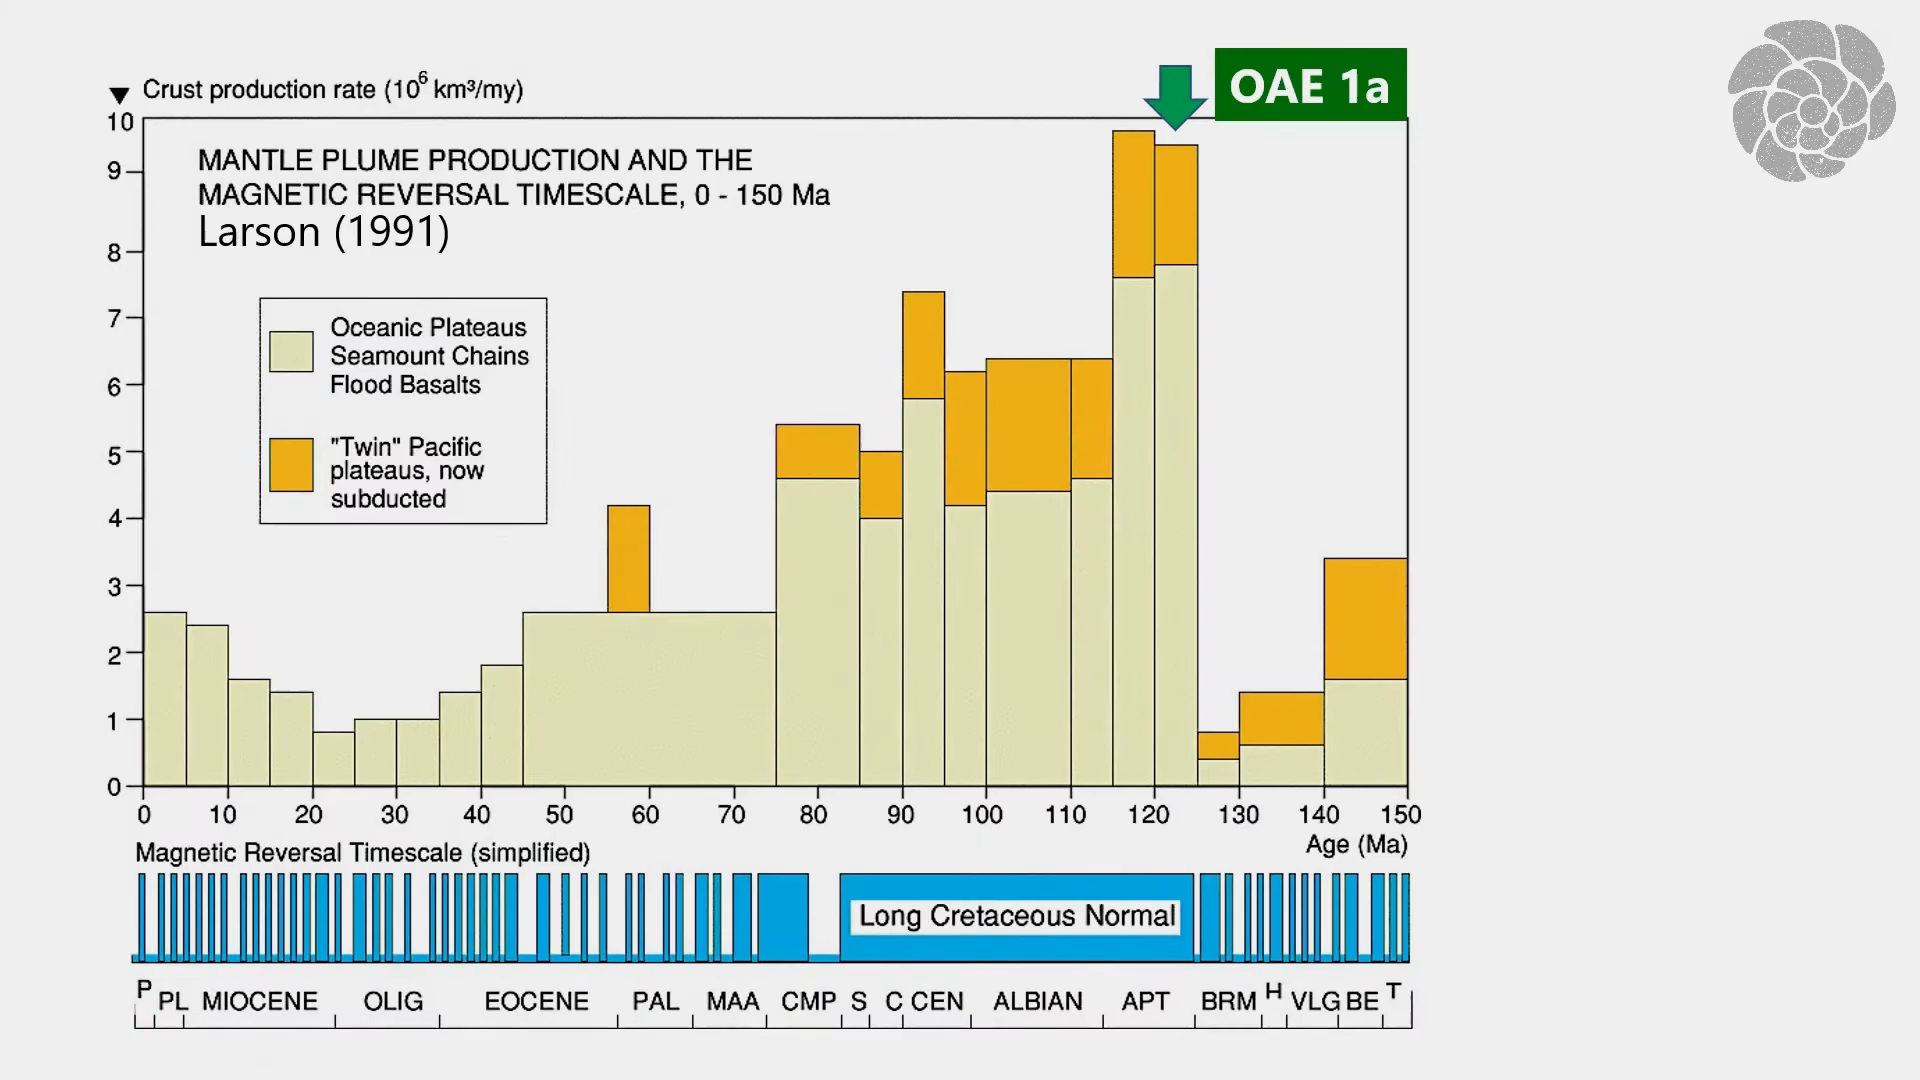 OAE 1a
Crust production rate (10⁶ km³/my)
10
9
8
7
6
5
4
3
2
1
0
MANTLE PLUME PRODUCTION AND THE
MAGNETIC REVERSAL TIMESCALE, 0 - 150 Ma
Larson (1991)
Oceanic Plateaus
Seamount Chains
Flood Basalts
"Twin" Pacific
plateaus, now
subducted
0 10 20 30 40 50 60 70 80 90 100 110 120 130 140 150
Age (Ma)
Magnetic Reversal Timescale (simplified)
Long Cretaceous Normal
P PL MIOCENE OLIG EOCENE PAL MAA CMP S C CEN ALBIAN APT BRM H VLG BE T